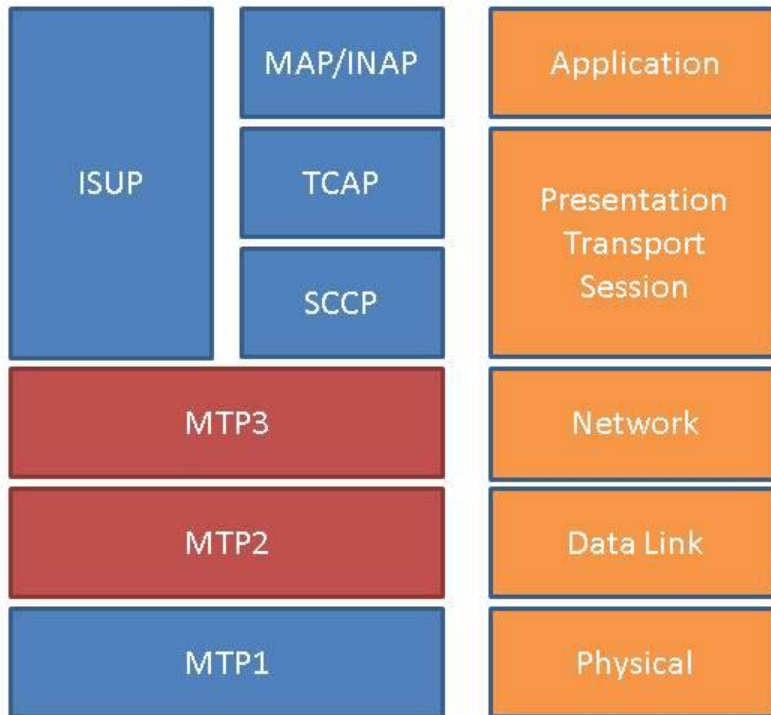 MAP/INAP
Application
ISUP
TCAP
Presentation
Transport
Session
SCCP
MTP3
Network
MTP2
Data Link
MTP1
Physical